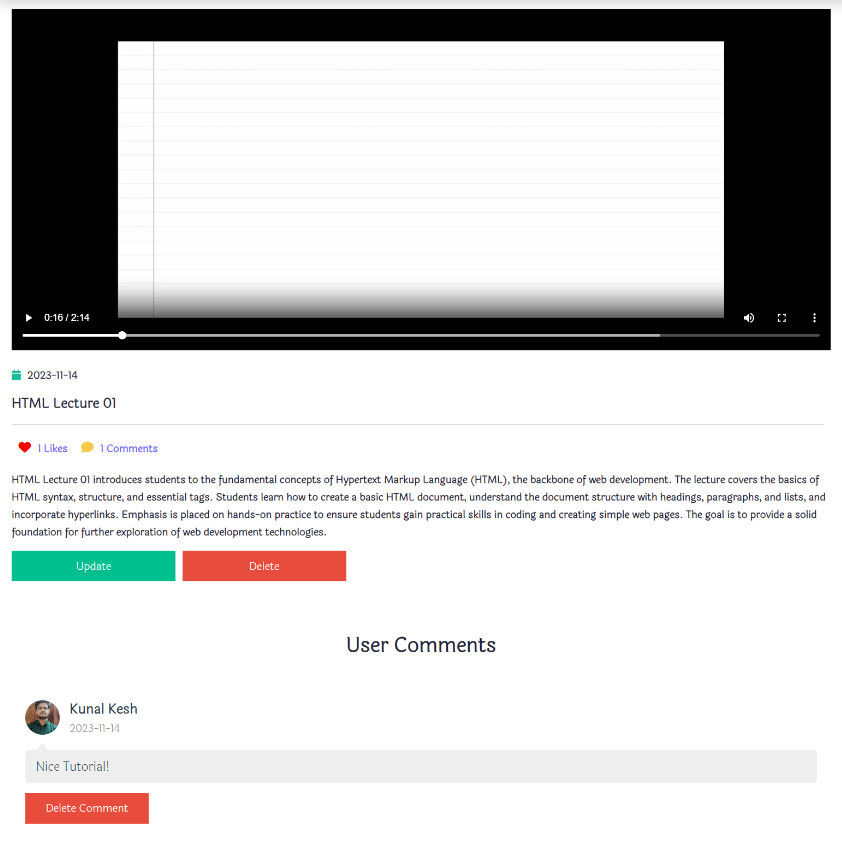 0:16 / 2:14
2023-11-14
HTML Lecture 01
1 Likes 1 Comments
HTML Lecture 01 introduces students to the fundamental concepts of Hypertext Markup Language (HTML), the backbone of web development. The lecture covers the basics of
HTML syntax, structure, and essential tags. Students learn how to create a basic HTML document, understand the document structure with headings, paragraphs, and lists, and
incorporate hyperlinks. Emphasis is placed on hands-on practice to ensure students gain practical skills in coding and creating simple web pages. The goal is to provide a solid
foundation for further exploration of web development technologies.
Update Delete
User Comments
Kunal Kesh
2023-11-14
Nice Tutorial!
Delete Comment